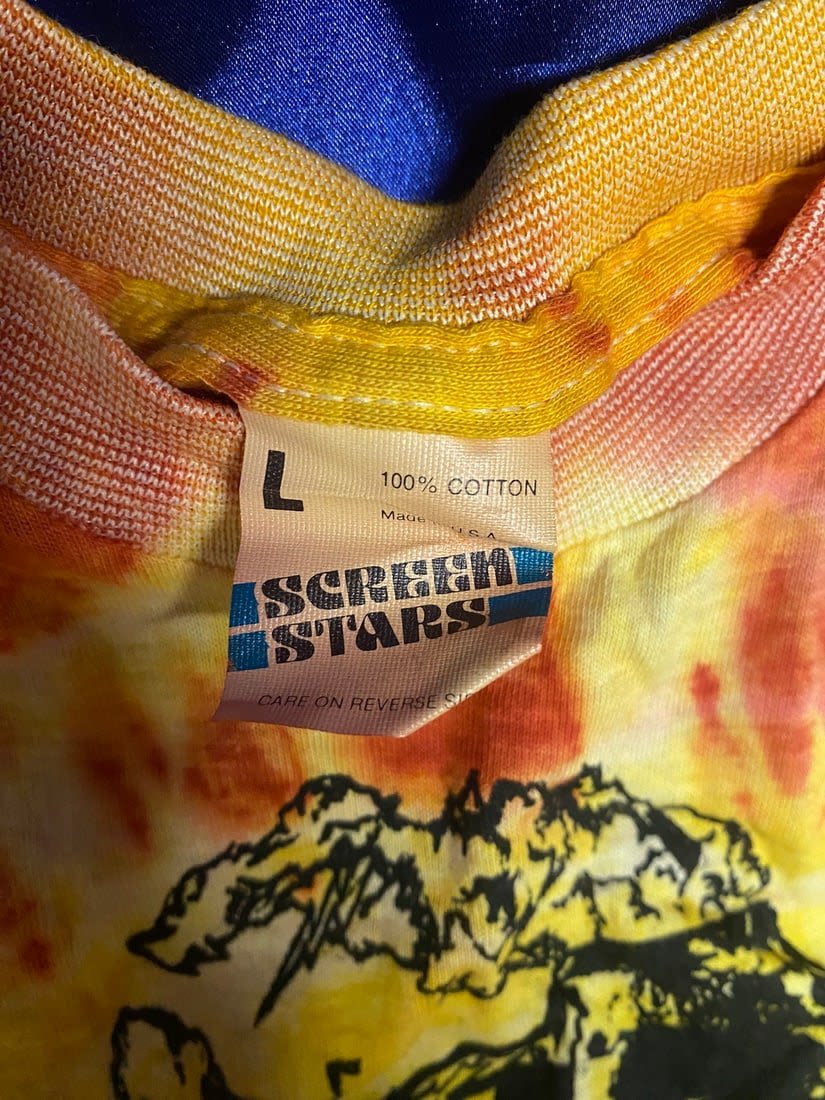 L
100% COTTON
Made U.S.A.
SCREEN
STARS
CARE ON REVERSE